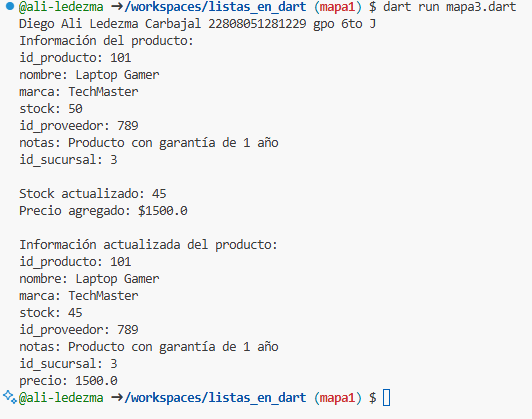 @ali-ledezma ➜/workspaces/listas_en_dart (mapa1) $ dart run mapa3.dart
Diego Ali Ledezma Carbajal 22808051281229 gpo 6to J
Información del producto:
id_producto: 101
nombre: Laptop Gamer
marca: TechMaster
stock: 50
id_proveedor: 789
notas: Producto con garantía de 1 año
id_sucursal: 3

Stock actualizado: 45
Precio agregado: $1500.0

Información actualizada del producto:
id_producto: 101
nombre: Laptop Gamer
marca: TechMaster
stock: 45
id_proveedor: 789
notas: Producto con garantía de 1 año
id_sucursal: 3
precio: 1500.0
@ali-ledezma ➜/workspaces/listas_en_dart (mapa1) $